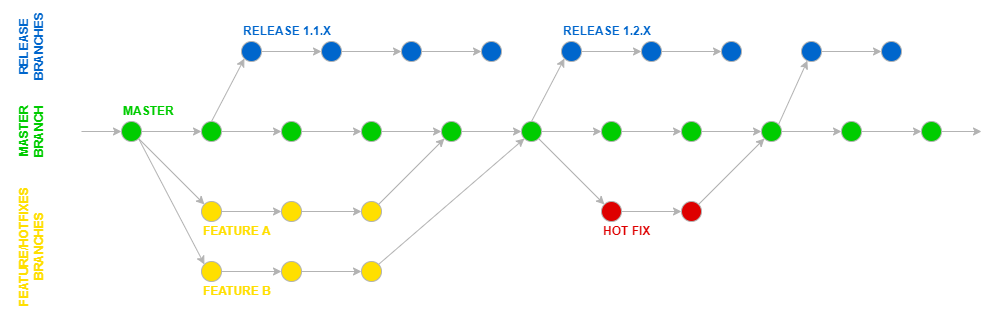 RELEASE
BRANCHES
RELEASE 1.1.X
RELEASE 1.2.X
MASTER
BRANCH
MASTER
FEATURE/HOTFIXES
BRANCHES
FEATURE A
HOT FIX
FEATURE B